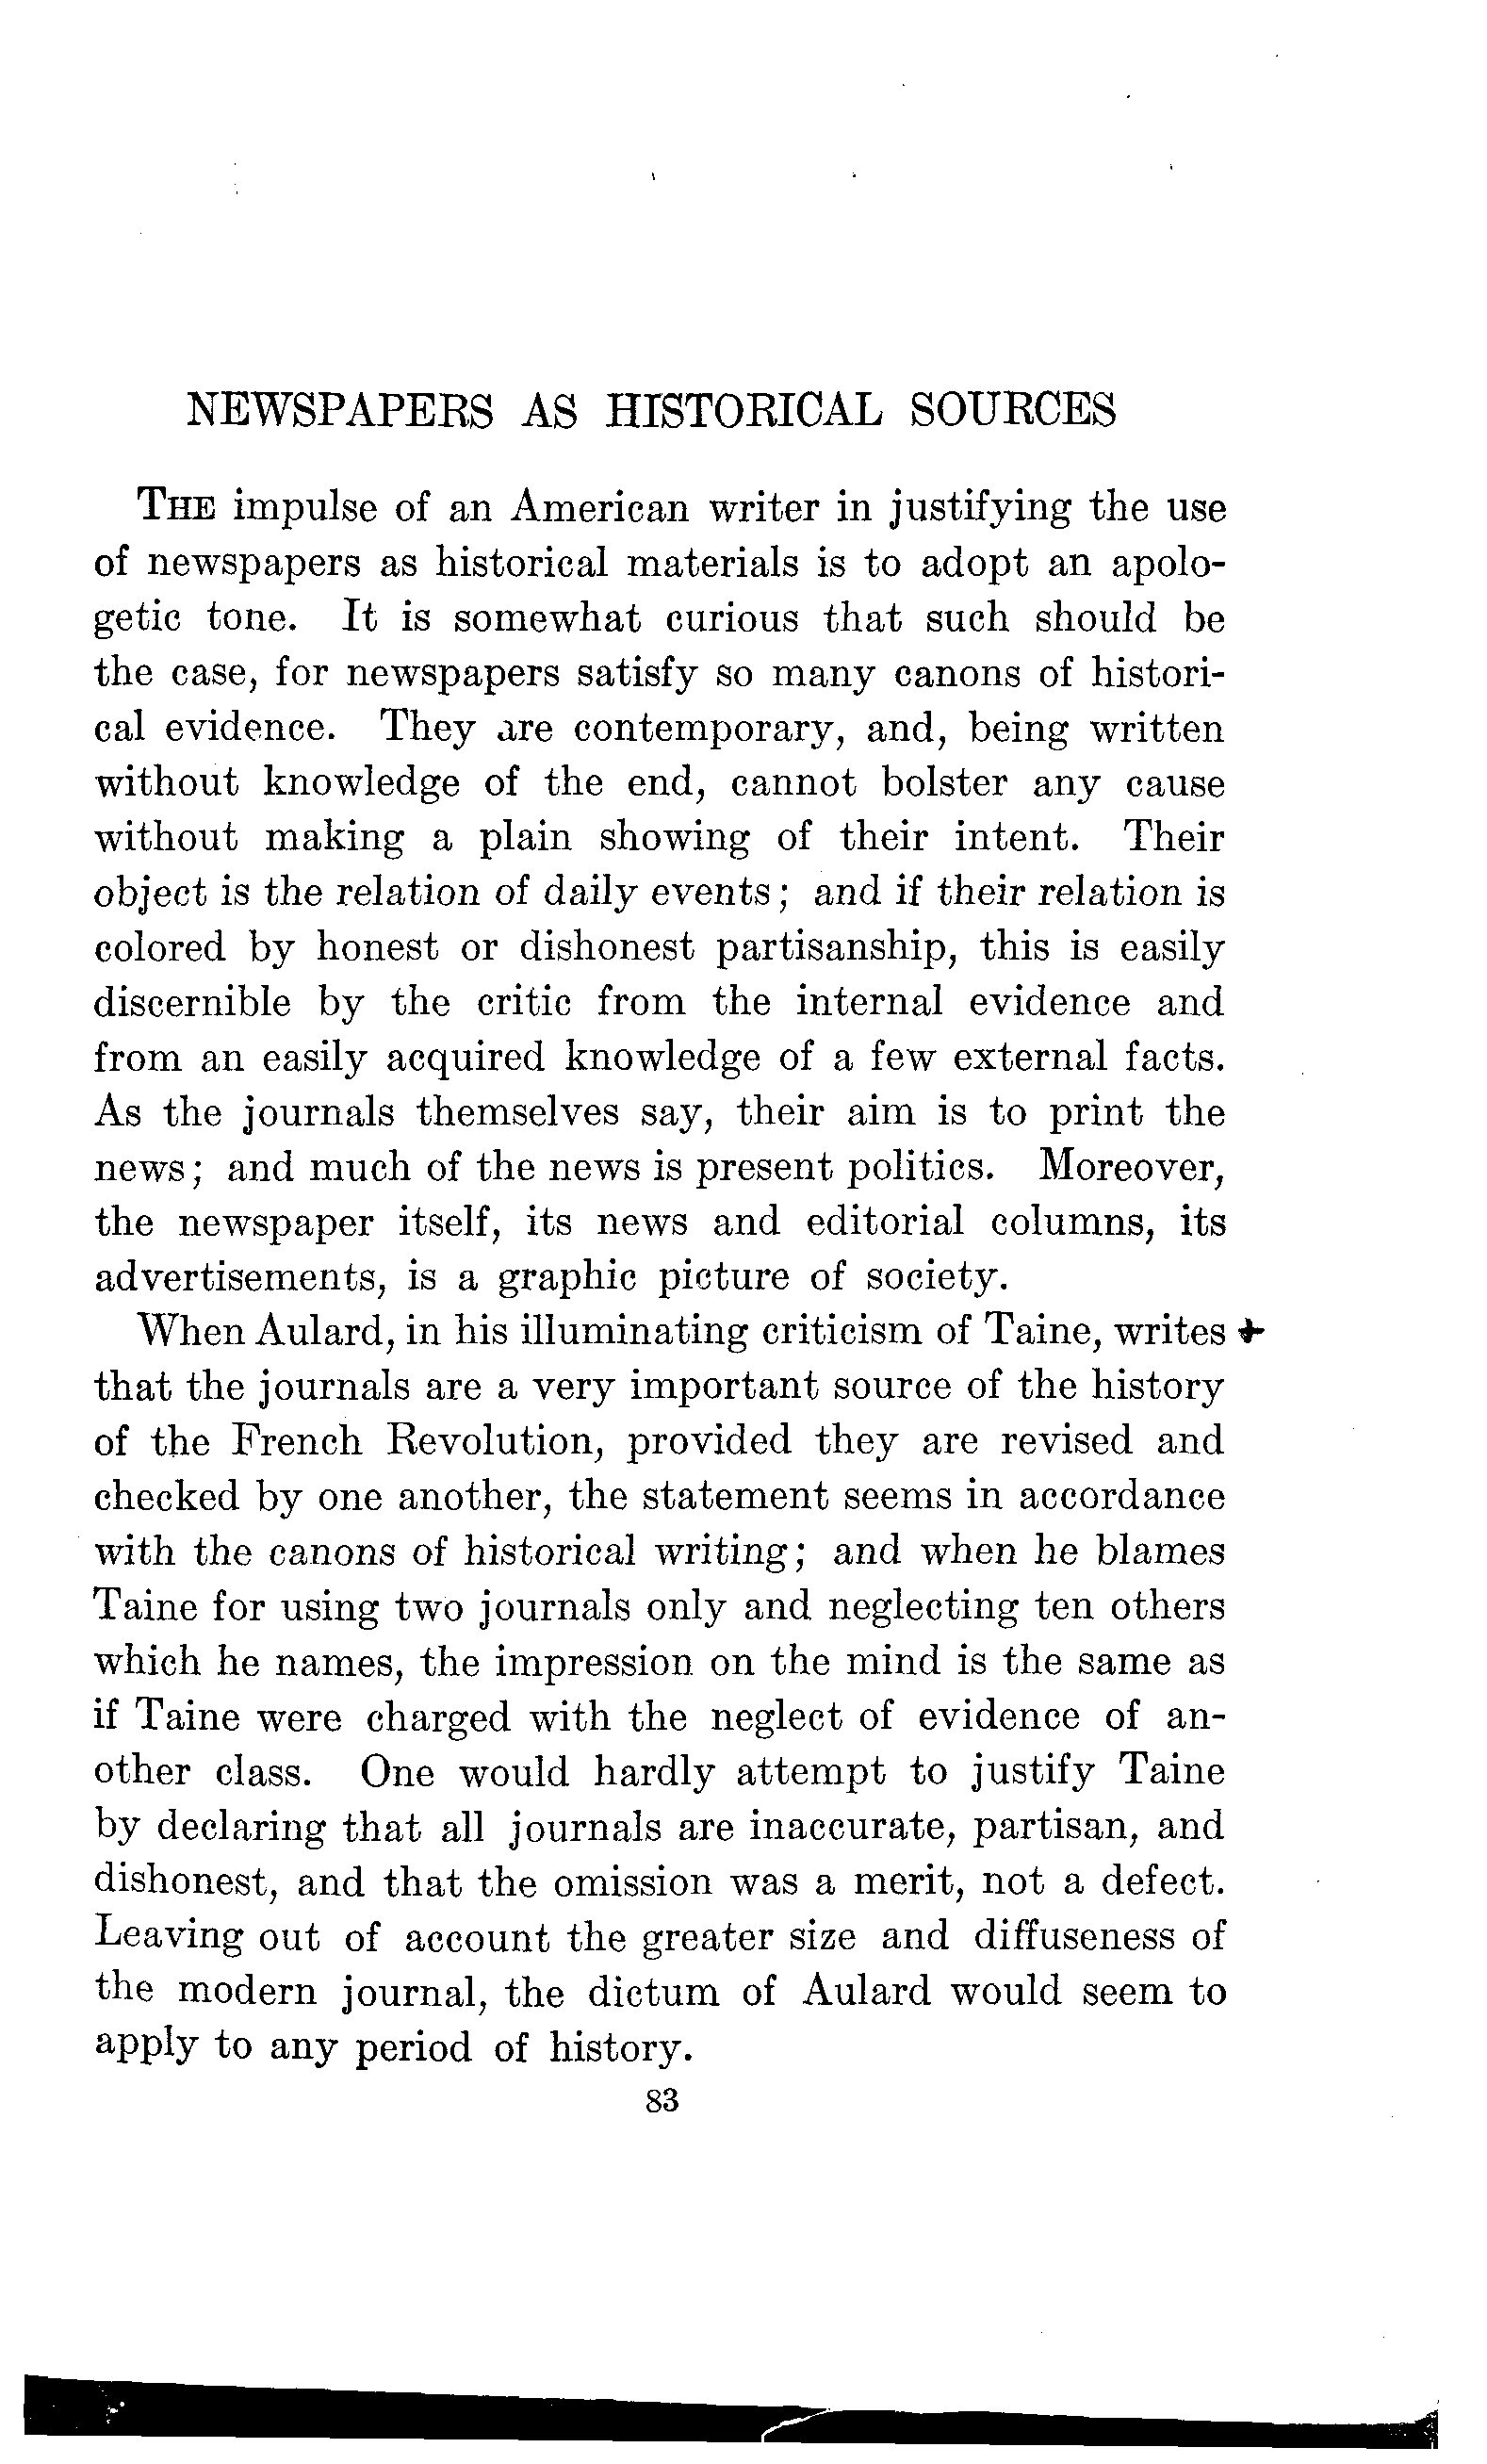 NEWSPAPERS AS HISTORICAL SOURCES
THE impulse of an American writer in justifying the use
of newspapers as historical materials is to adopt an apolo-
getic tone. It is somewhat curious that such should be
the case, for newspapers satisfy so many canons of histori-
cal evidence. They are contemporary, and, being written
without knowledge of the end, cannot bolster any cause
without making a plain showing of their intent. Their
object is the relation of daily events; and if their relation is
colored by honest or dishonest partisanship, this is easily
discernible by the critic from the internal evidence and
from an easily acquired knowledge of a few external facts.
As the journals themselves say, their aim is to print the
news; and much of the news is present politics. Moreover,
the newspaper itself, its news and editorial columns, its
advertisements, is a graphic picture of society.
When Aulard, in his illuminating criticism of Taine, writes +
that the journals are a very important source of the history
of the French Revolution, provided they are revised and
checked by one another, the statement seems in accordance
with the canons of historical writing; and when he blames
Taine for using two journals only and neglecting ten others
which he names, the impression on the mind is the same as
if Taine were charged with the neglect of evidence of an-
other class. One would hardly attempt to justify Taine
by declaring that all journals are inaccurate, partisan, and
dishonest, and that the omission was a merit, not a defect.
Leaving out of account the greater size and diffuseness of
the modern journal, the dictum of Aulard would seem to
apply to any period of history.
83